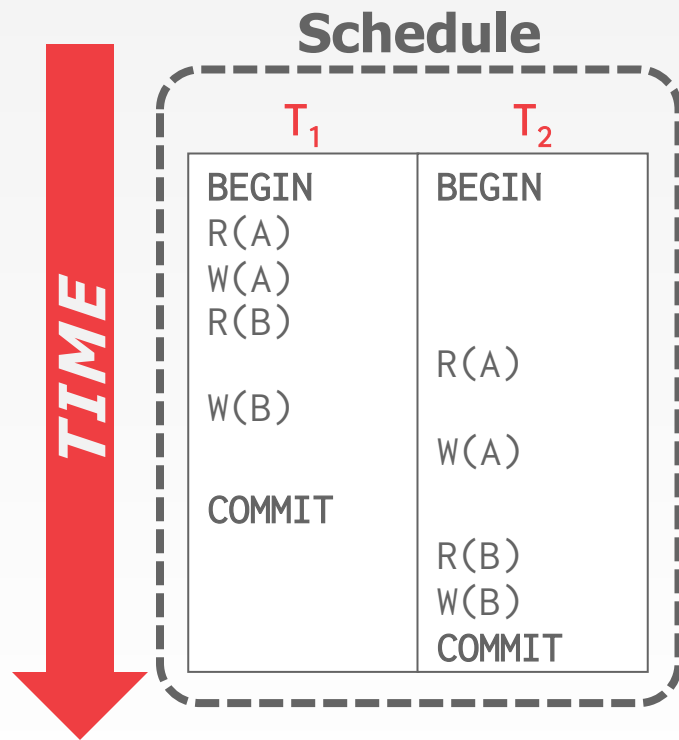 Schedule
TIME
T1 T2
BEGIN BEGIN
R(A)
W(A)
R(B)
R(A)
W(B)
W(A)
COMMIT
R(B)
W(B)
COMMIT